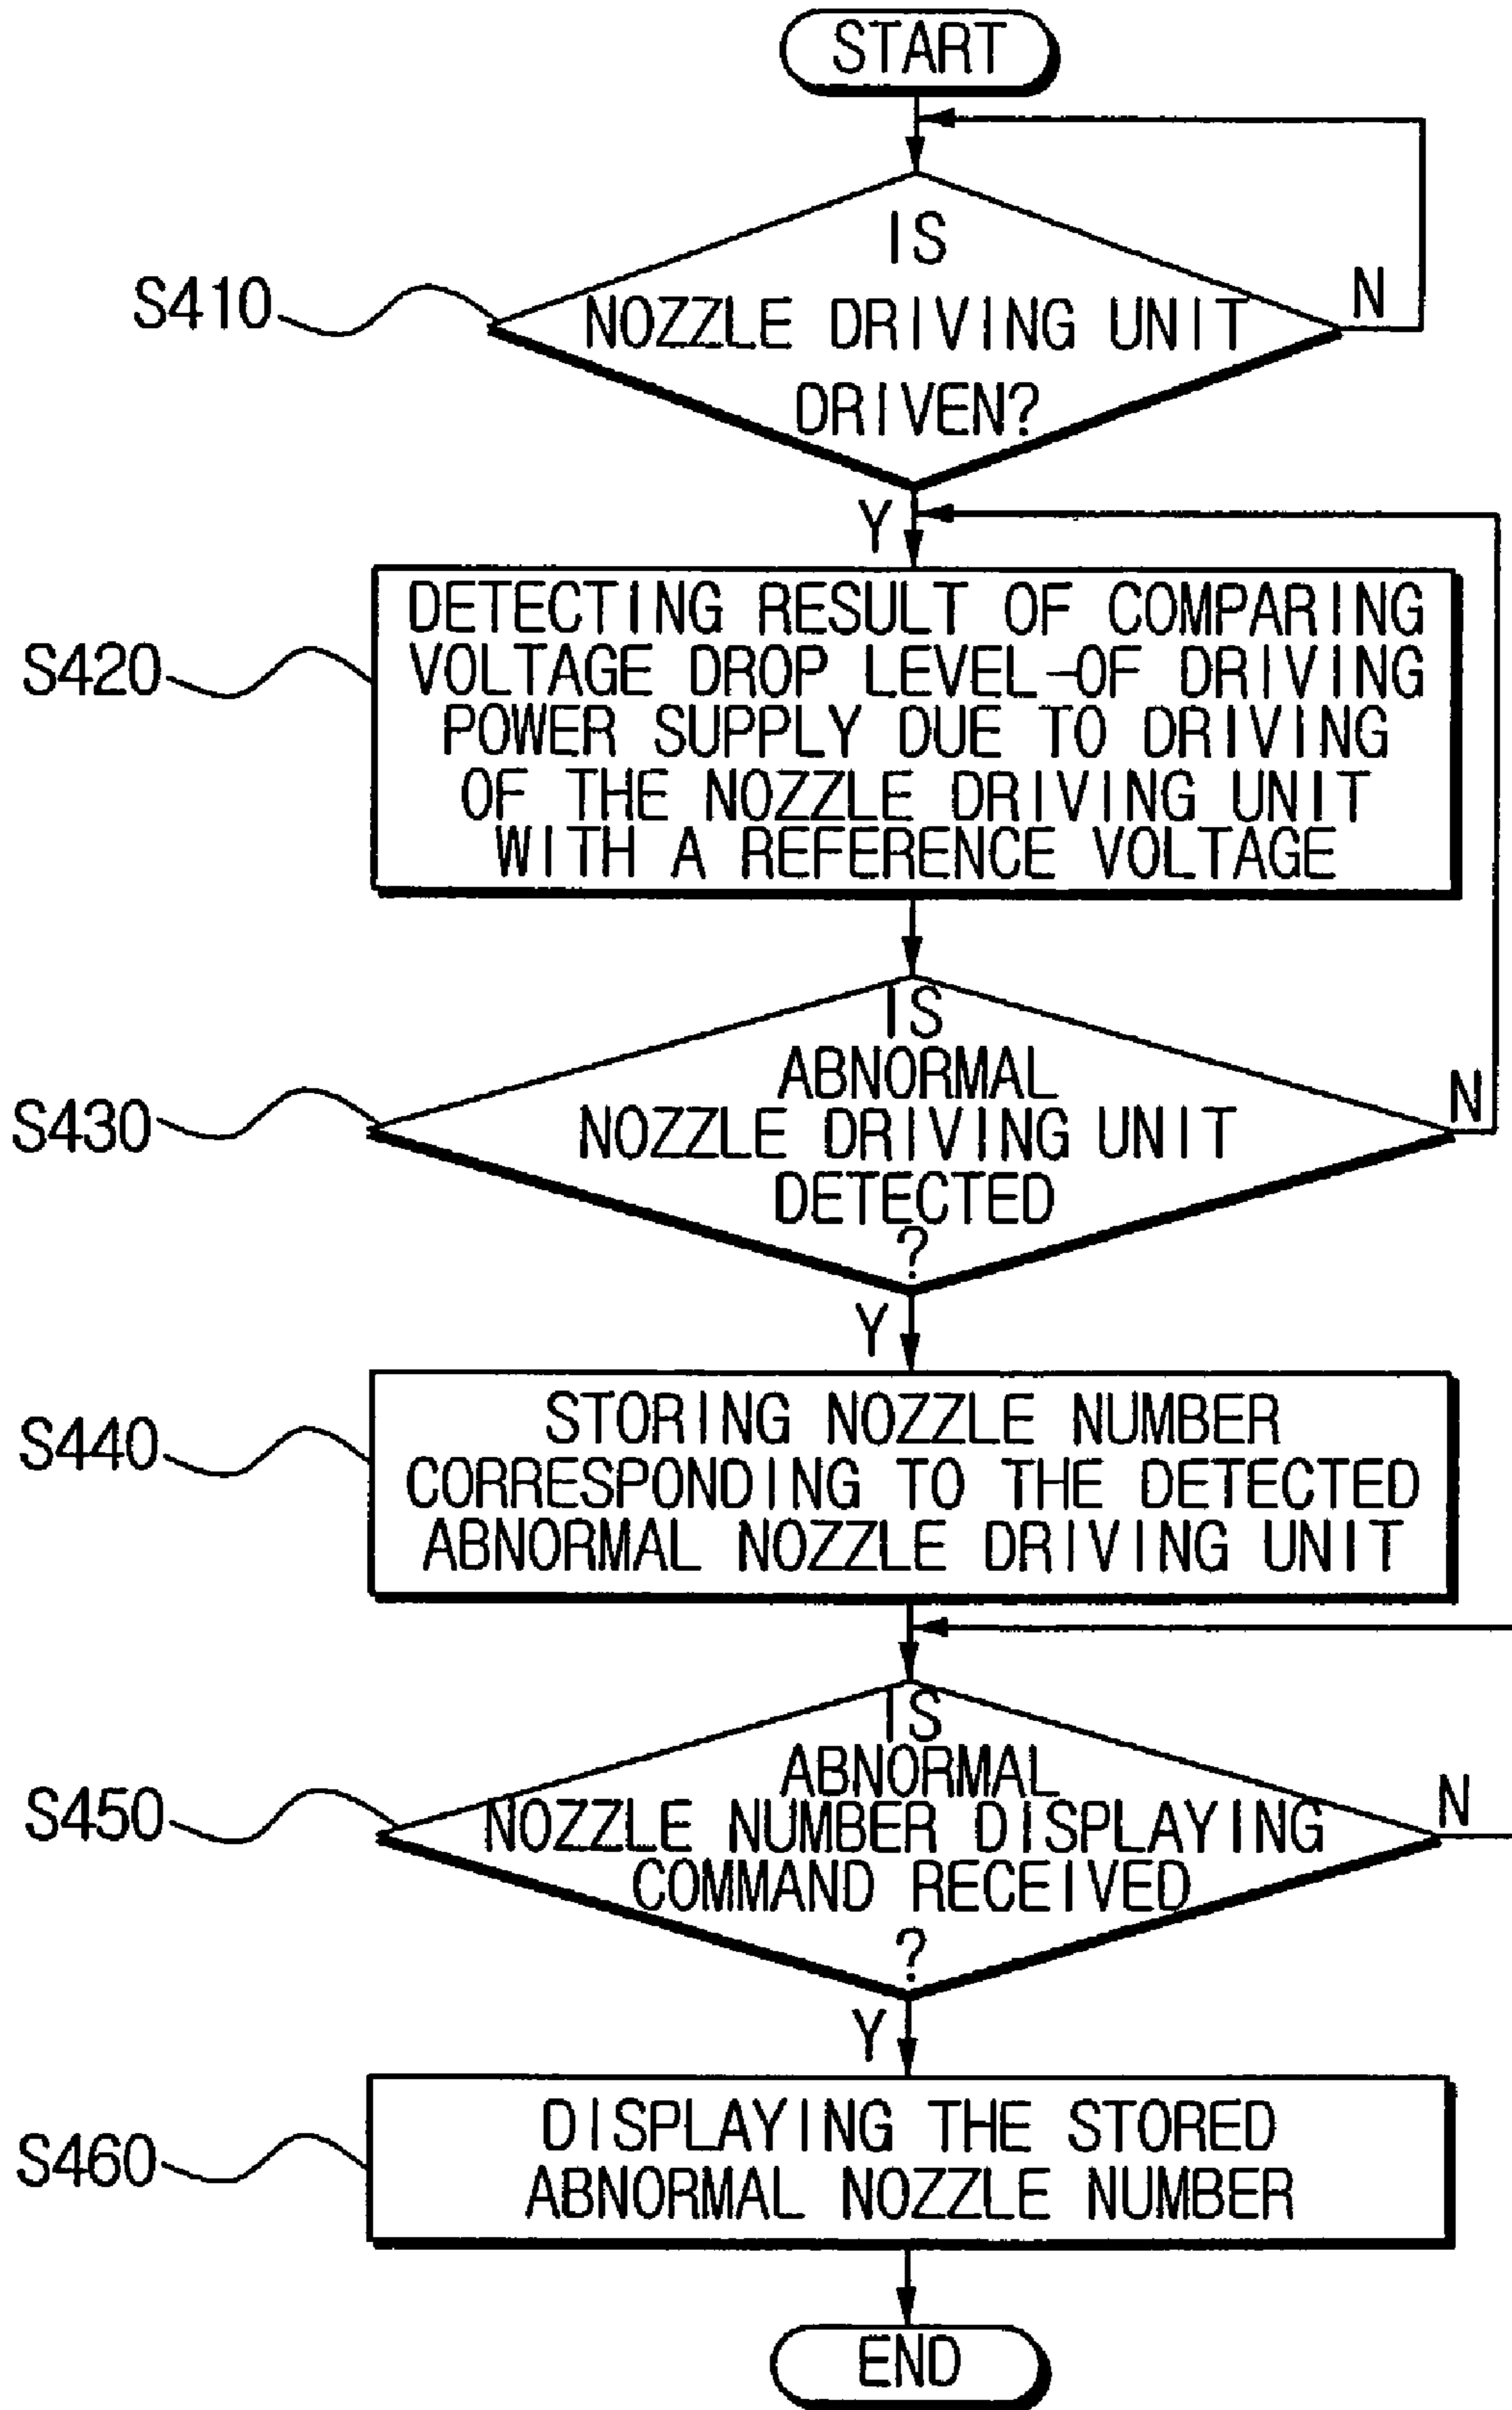 START
IS
NOZZLE DRIVING UNIT
DRIVEN?
S410
N
Y
DETECTING RESULT OF COMPARING
VOLTAGE DROP LEVEL-OF DRIVING
POWER SUPPLY DUE TO DRIVING
OF THE NOZZLE DRIVING UNIT
WITH A REFERENCE VOLTAGE
S420
IS
ABNORMAL
NOZZLE DRIVING UNIT
DETECTED
?
S430
N
Y
STORING NOZZLE NUMBER
CORRESPONDING TO THE DETECTED
ABNORMAL NOZZLE DRIVING UNIT
S440
IS
ABNORMAL
NOZZLE NUMBER DISPLAYING
COMMAND RECEIVED
?
S450
N
Y
DISPLAYING THE STORED
ABNORMAL NOZZLE NUMBER
S460
END